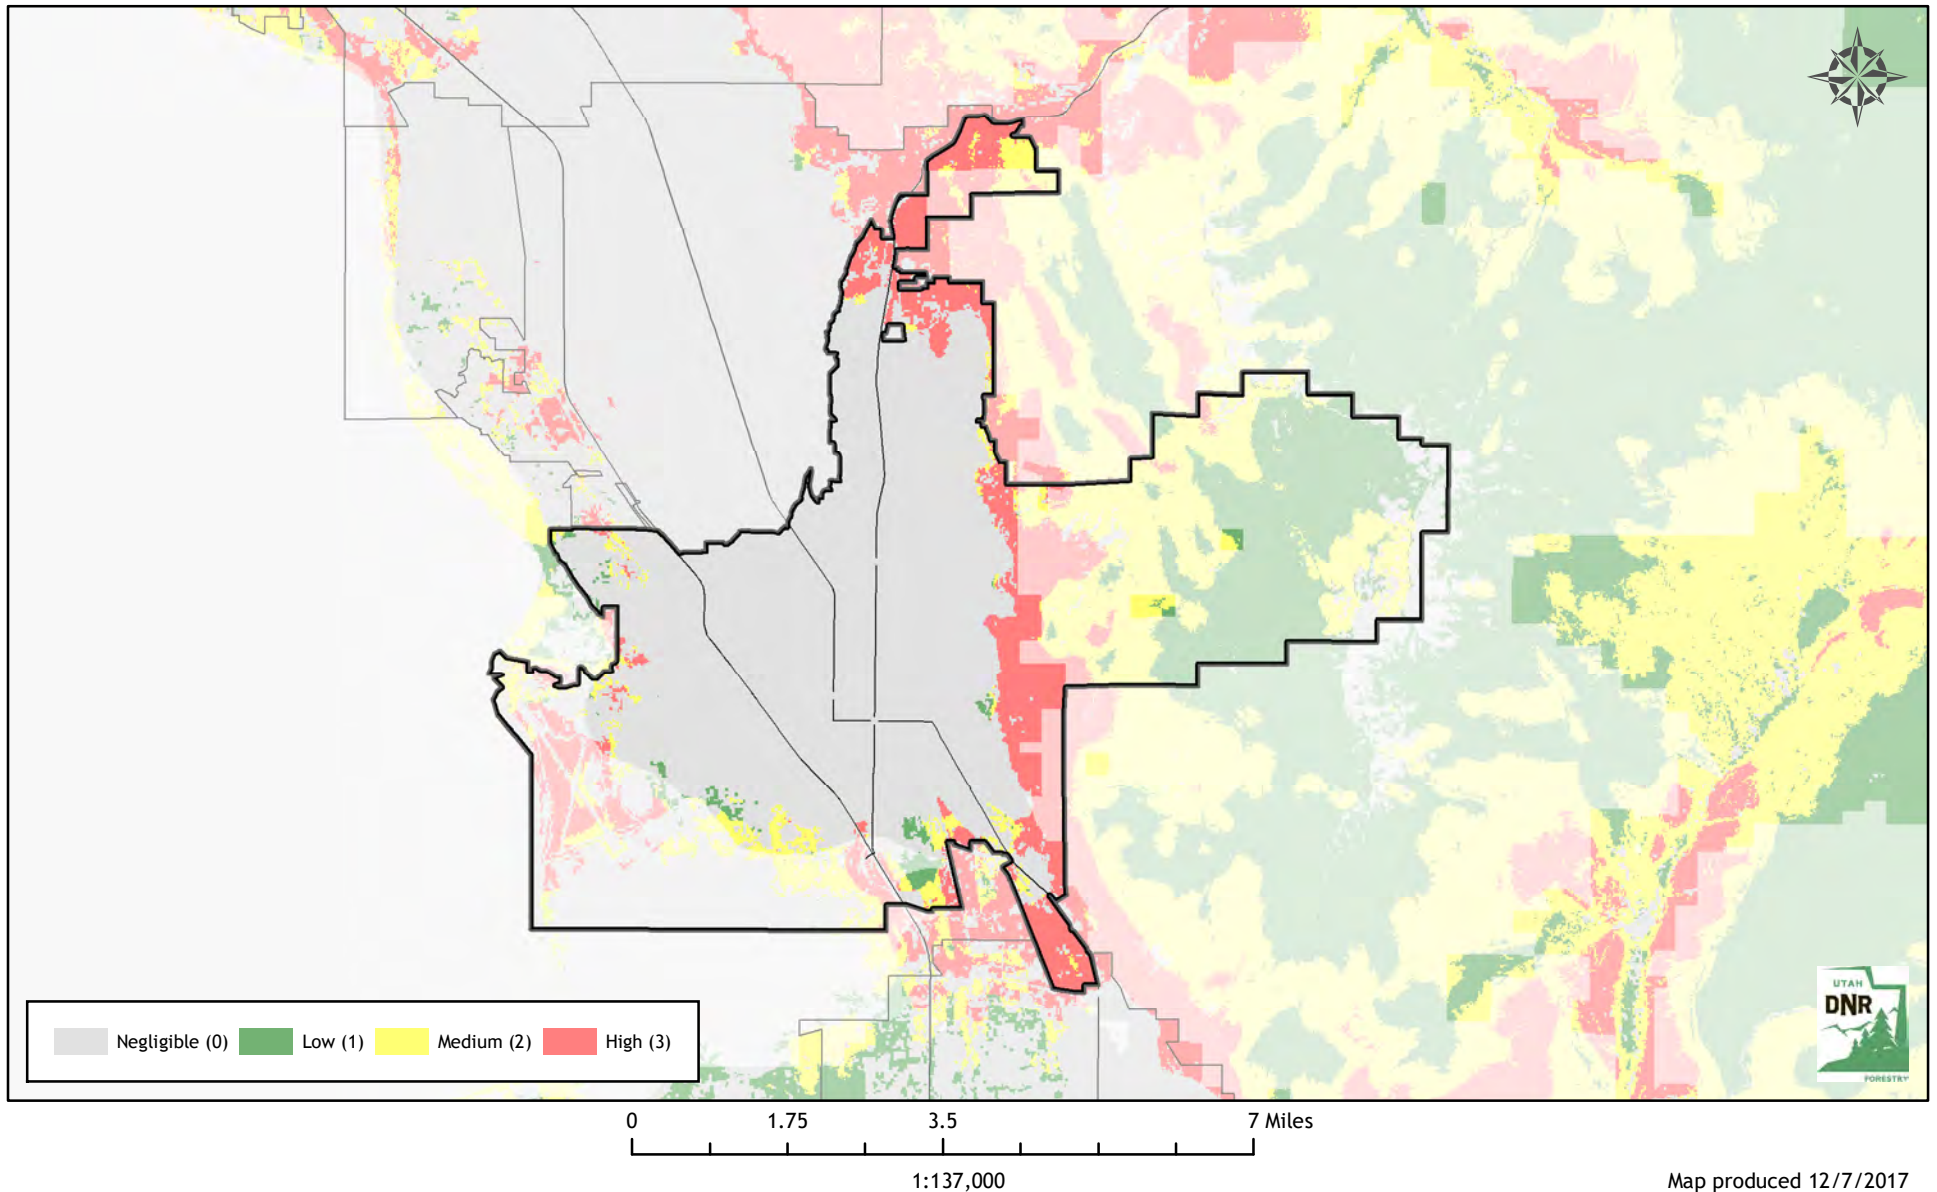 Negligible (0) Low (1) Medium (2) High (3)
UTAH
DNR
FORESTRY
0 1.75 3.5 7 Miles
1:137,000
Map produced 12/7/2017